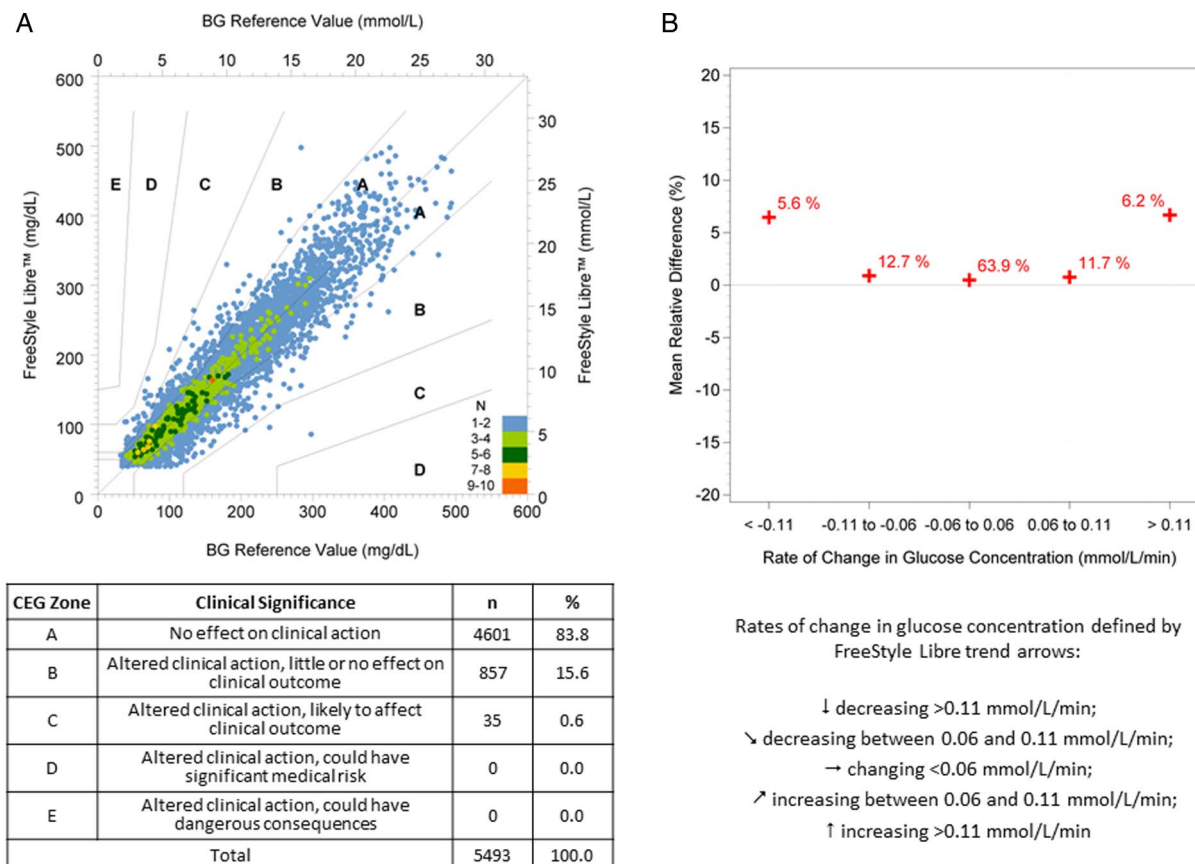 A
BG Reference Value (mmol/L)
0 5 10 15 20 25 30
600
500
400
300
200
100
0
FreeStyle Libre™ (mg/dL)
E D C B A
A
B
C
D
30
25
20
15
10
5
0
FreeStyle Libre™ (mmol/L)
N
1-2
3-4
5-6
7-8
9-10
0 100 200 300 400 500 600
BG Reference Value (mg/dL)
CEG Zone Clinical Significance n %
A No effect on clinical action 4601 83.8
B Altered clinical action, little or no effect on
clinical outcome 857 15.6
C Altered clinical action, likely to affect
clinical outcome 35 0.6
D Altered clinical action, could have
significant medical risk 0 0.0
E Altered clinical action, could have
dangerous consequences 0 0.0
Total 5493 100.0
B
20
15
10
5
0
-5
-10
-15
-20
Mean Relative Difference (%)
5.6 %
12.7 %
63.9 %
11.7 %
6.2 %
< -0.11 -0.11 to -0.06 -0.06 to 0.06 0.06 to 0.11 > 0.11
Rate of Change in Glucose Concentration (mmol/L/min)
Rates of change in glucose concentration defined by
FreeStyle Libre trend arrows:
↓ decreasing >0.11 mmol/L/min;
↘ decreasing between 0.06 and 0.11 mmol/L/min;
→ changing <0.06 mmol/L/min;
↗ increasing between 0.06 and 0.11 mmol/L/min;
↑ increasing >0.11 mmol/L/min